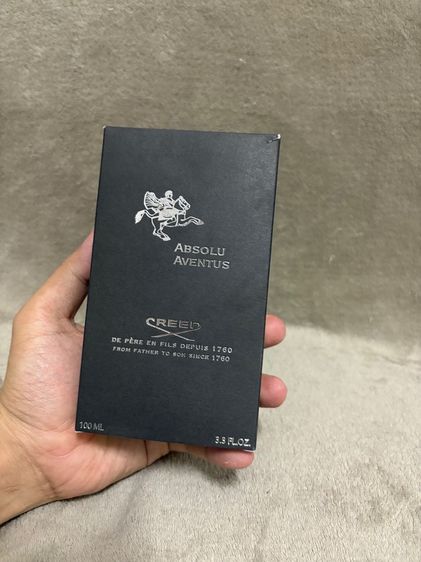 ABSOLU
AVENTUS
CREED
DE PÈRE EN FILS DEPUIS 1760
FROM FATHER TO SON SINCE 1760
100 ML
3.3 FL.OZ.